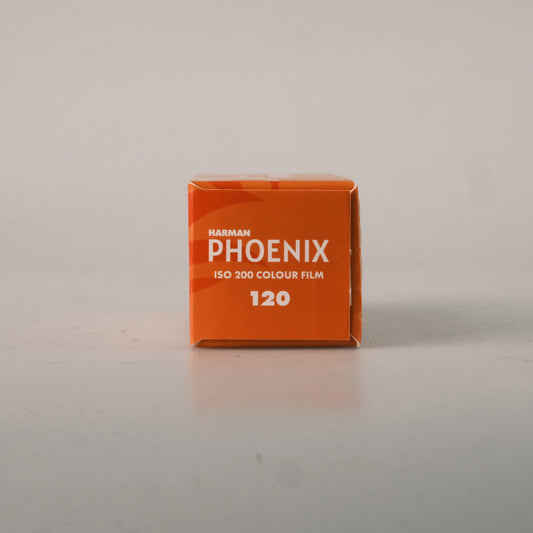 HARMAN
PHOENIX
ISO 200 COLOUR FILM
120